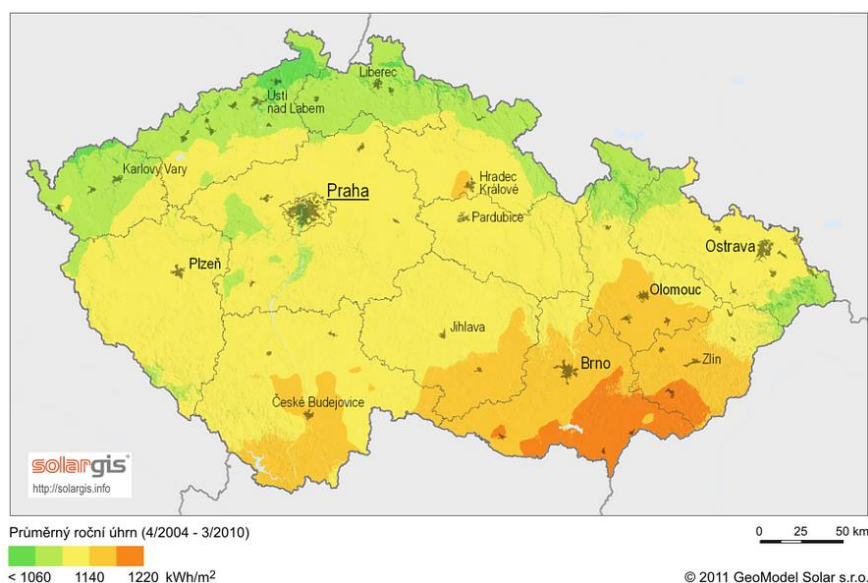 Liberec
Ústí
nad Labem
Karlovy Vary
Hradec
Králové
Praha
Pardubice
Ostrava
Plzeň
Olomouc
Jihlava
Brno
Zlín
České Budejovice
solargis
http://solargis.info
Průměrný roční úhrn (4/2004 - 3/2010)
0 25 50 km
< 1060 1140 1220 kWh/m²
© 2011 GeoModel Solar s.r.o.